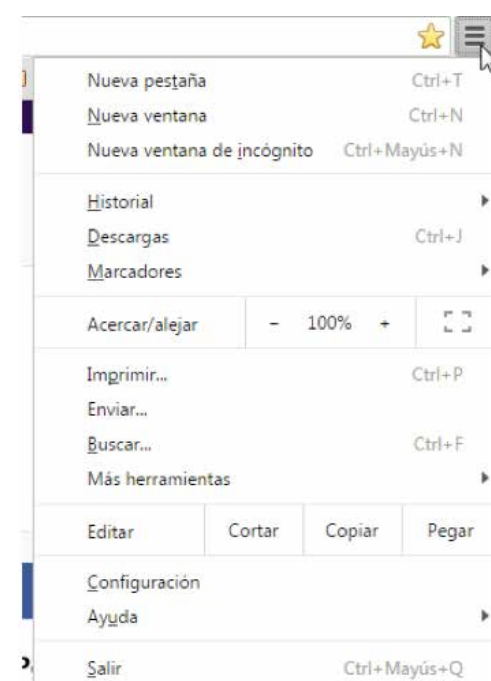 Nueva pestaña Ctrl+T
Nueva ventana Ctrl+N
Nueva ventana de incógnito Ctrl+Mayús+N
Historial
Descargas Ctrl+J
Marcadores
Acercar/alejar - 100% +
Imprimir...  Ctrl+P
Enviar...
Buscar... Ctrl+F
Más herramientas
Editar Cortar Copiar Pegar
Configuración
Ayuda
Salir Ctrl+Mayús+Q